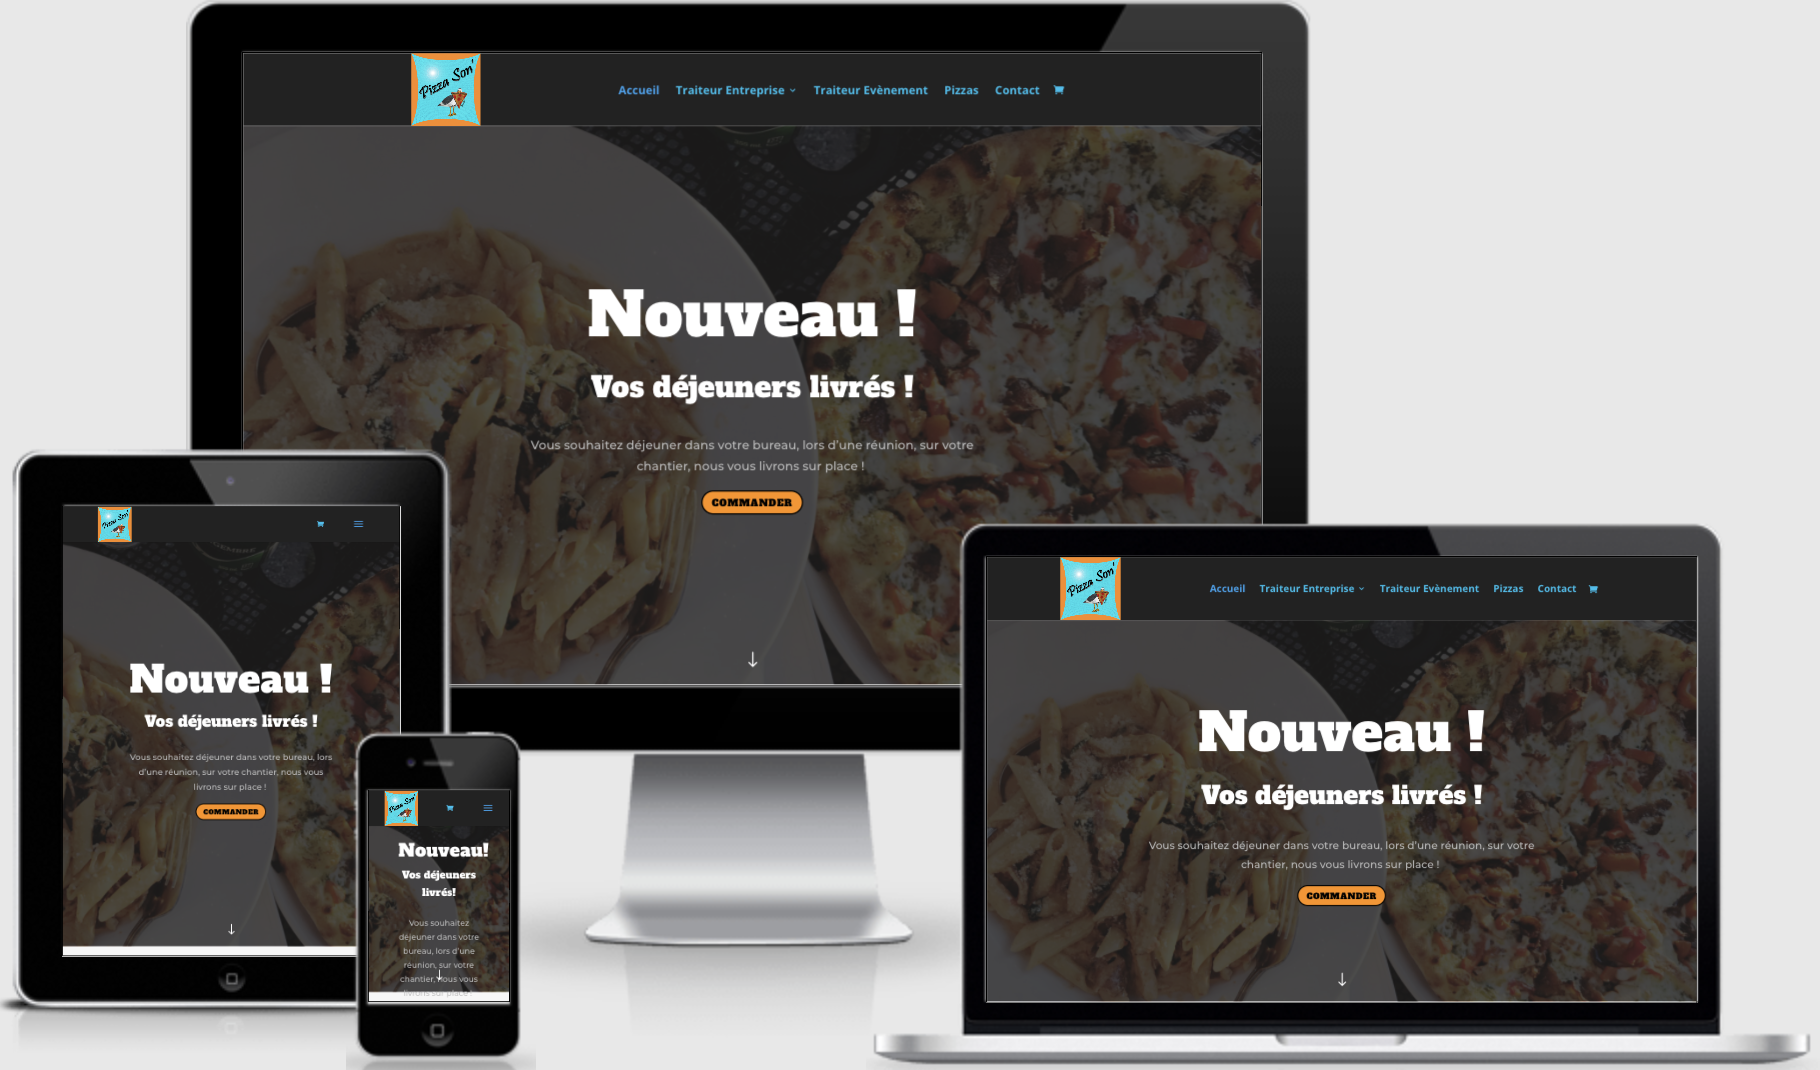 Pizza Son'
Accueil Traiteur Entreprise Traiteur Evènement Pizzas Contact
Nouveau !
Vos déjeuners livrés !
Vous souhaitez déjeuner dans votre bureau, lors d'une réunion, sur votre
chantier, nous vous livrons sur place !
COMMANDER
Pizza Son'
Nouveau !
Vos déjeuners livrés !
Vous souhaitez déjeuner dans votre bureau, lors
d'une réunion, sur votre chantier, nous vous
livrons sur place !
COMMANDER
Pizza Son'
Nouveau!
Vos déjeuners
livrés!
Vous souhaitez
déjeuner dans votre
bureau, lors d'une
réunion, sur votre
chantier, nous vous
livrons sur place !
Pizza Son'
Accueil Traiteur Entreprise Traiteur Evènement Pizzas Contact
Nouveau !
Vos déjeuners livrés !
Vous souhaitez déjeuner dans votre bureau, lors d'une réunion, sur votre
chantier, nous vous livrons sur place !
COMMANDER